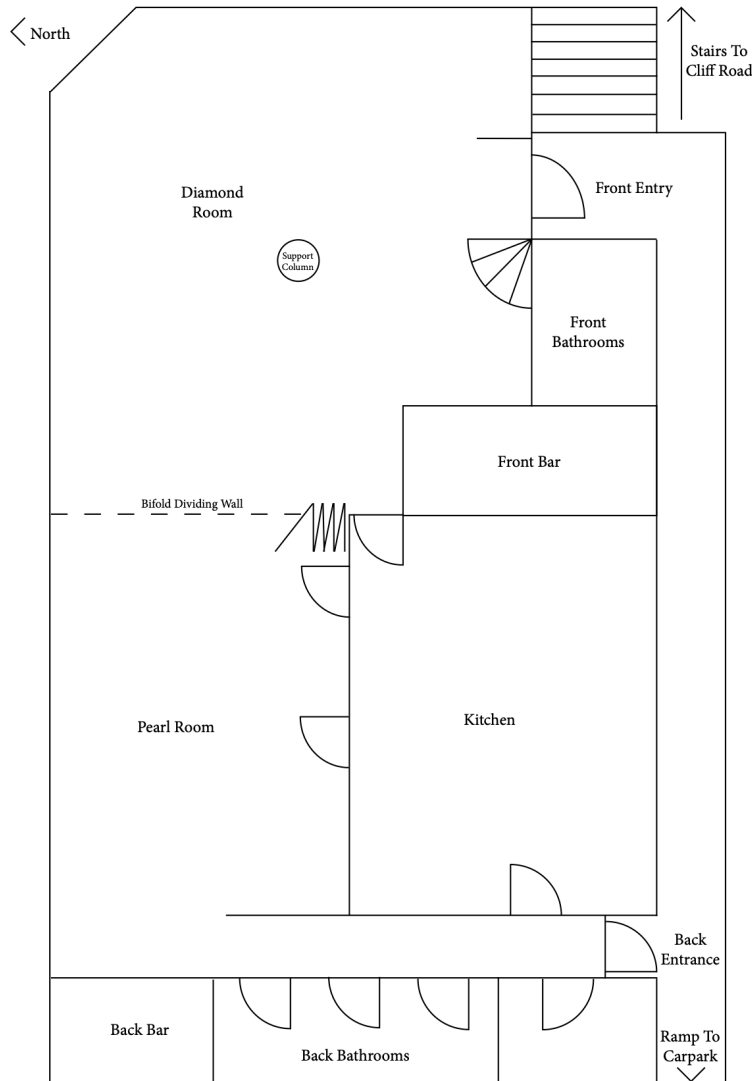 North
Stairs To
Cliff Road
Diamond
Room
Front Entry
Support
Column
Front
Bathrooms
Front Bar
Bifold Dividing Wall
Pearl Room
Kitchen
Back
Entrance
Back Bar
Back Bathrooms
Ramp To
Carpark